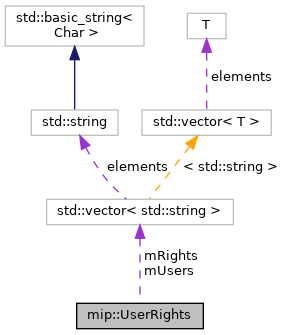 std::basic_string<
Char >
T
elements
std::string
std::vector< T >
elements
< std::string >
std::vector< std::string >
mRights
mUsers
mip::UserRights